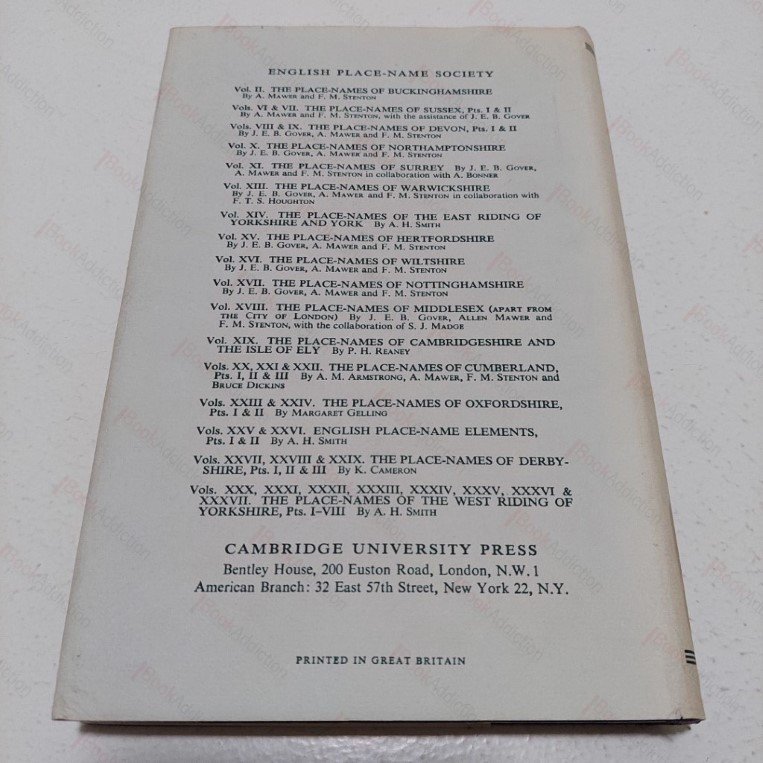 ENGLISH PLACE-NAME SOCIETY
Vol. II. THE PLACE-NAMES OF BUCKINGHAMSHIRE
By A. Mawer and F. M. Stenton
Vols. VI & VII. THE PLACE-NAMES OF SUSSEX, Pts. I & II
By A. Mawer and F. M. Stenton, with the assistance of J. E. B. Gover
Vols. VIII & IX. THE PLACE-NAMES OF DEVON, Pts. I & II
By J. E. B. Gover, A. Mawer and F. M. Stenton
Vol. X. THE PLACE-NAMES OF NORTHAMPTONSHIRE
By J. E. B. Gover, A. Mawer and F. M. Stenton
Vol. XI. THE PLACE-NAMES OF SURREY By J. E. B. Gover,
A. Mawer and F. M. Stenton in collaboration with A. Bonner
Vol. XIII. THE PLACE-NAMES OF WARWICKSHIRE
By J. E. B. Gover, A. Mawer and F. M. Stenton in collaboration with
F. T. S. Houghton
Vol. XIV. THE PLACE-NAMES OF THE EAST RIDING OF
YORKSHIRE AND YORK By A. H. Smith
Vol. XV. THE PLACE-NAMES OF HERTFORDSHIRE
By J. E. B. Gover, A. Mawer and F. M. Stenton
Vol. XVI. THE PLACE-NAMES OF WILTSHIRE
By J. E. B. Gover, A. Mawer and F. M. Stenton
Vol. XVII. THE PLACE-NAMES OF NOTTINGHAMSHIRE
By J. E. B. Gover, A. Mawer and F. M. Stenton
Vol. XVIII. THE PLACE-NAMES OF MIDDLESEX (APART FROM
THE CITY OF LONDON) By J. E. B. Gover, Allen Mawer and
F. M. Stenton, with the collaboration of S. J. Madge
Vol. XIX. THE PLACE-NAMES OF CAMBRIDGESHIRE AND
THE ISLE OF ELY By P. H. Reaney
Vols. XX, XXI & XXII. THE PLACE-NAMES OF CUMBERLAND,
Pts. I, II & III By A. M. Armstrong, A. Mawer, F. M. Stenton and
Bruce Dickins
Vols. XXIII & XXIV. THE PLACE-NAMES OF OXFORDSHIRE,
Pts. I & II By Margaret Gelling
Vols. XXV & XXVI. ENGLISH PLACE-NAME ELEMENTS,
Pts. I & II By A. H. Smith
Vols. XXVII, XXVIII & XXIX. THE PLACE-NAMES OF DERBY-
SHIRE, Pts. I, II & III By K. Cameron
Vols. XXX, XXXI, XXXII, XXXIII, XXXIV, XXXV, XXXVI &
XXXVII. THE PLACE-NAMES OF THE WEST RIDING OF
YORKSHIRE, Pts. I–VIII By A. H. Smith
CAMBRIDGE UNIVERSITY PRESS
Bentley House, 200 Euston Road, London, N.W. 1
American Branch: 32 East 57th Street, New York 22, N.Y.
PRINTED IN GREAT BRITAIN
iBookAddiction